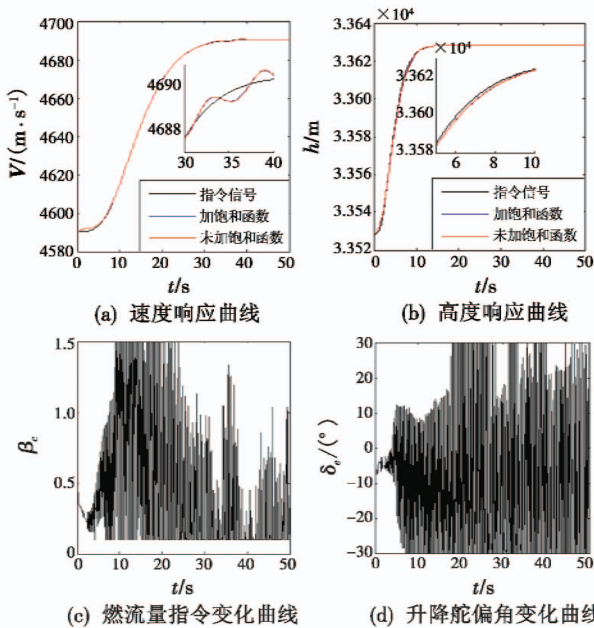 4700
4680
4660
4640
4620
4600
4580
V/(m·s⁻¹)
4690
4688
30 35 40
指令信号
加饱和函数
未加饱和函数
0 10 20 30 40 50
t/s
(a) 速度响应曲线
×10⁴
3.364
3.362
3.360
3.358
3.356
3.354
3.352
h/m
×10⁴
3.362
3.360
3.358
6 8 10
指令信号
加饱和函数
未加饱和函数
0 10 20 30 40 50
t/s
(b) 高度响应曲线
1.5
1.0
0.5
0
βc
0 10 20 30 40 50
t/s
(c) 燃流量指令变化曲线
30
20
10
0
-10
-20
-30
δe/(°)
0 10 20 30 40 50
t/s
(d) 升降舵偏角变化曲线